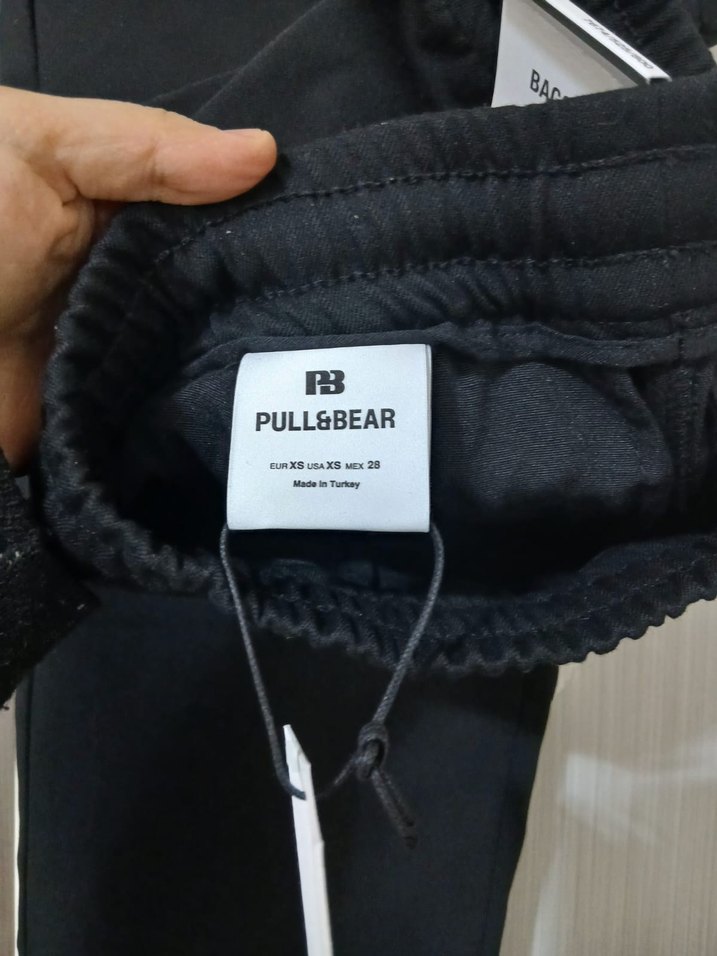 PB
PULL&BEAR
EUR XS USA XS MEX 28
Made in Turkey